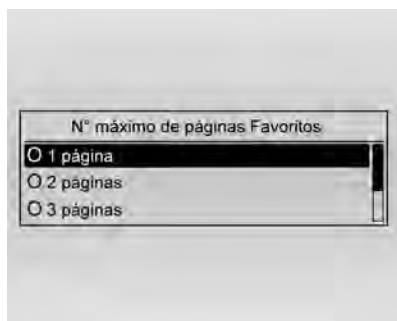 N° máximo de páginas Favoritos
O 1 página
O 2 páginas
O 3 páginas